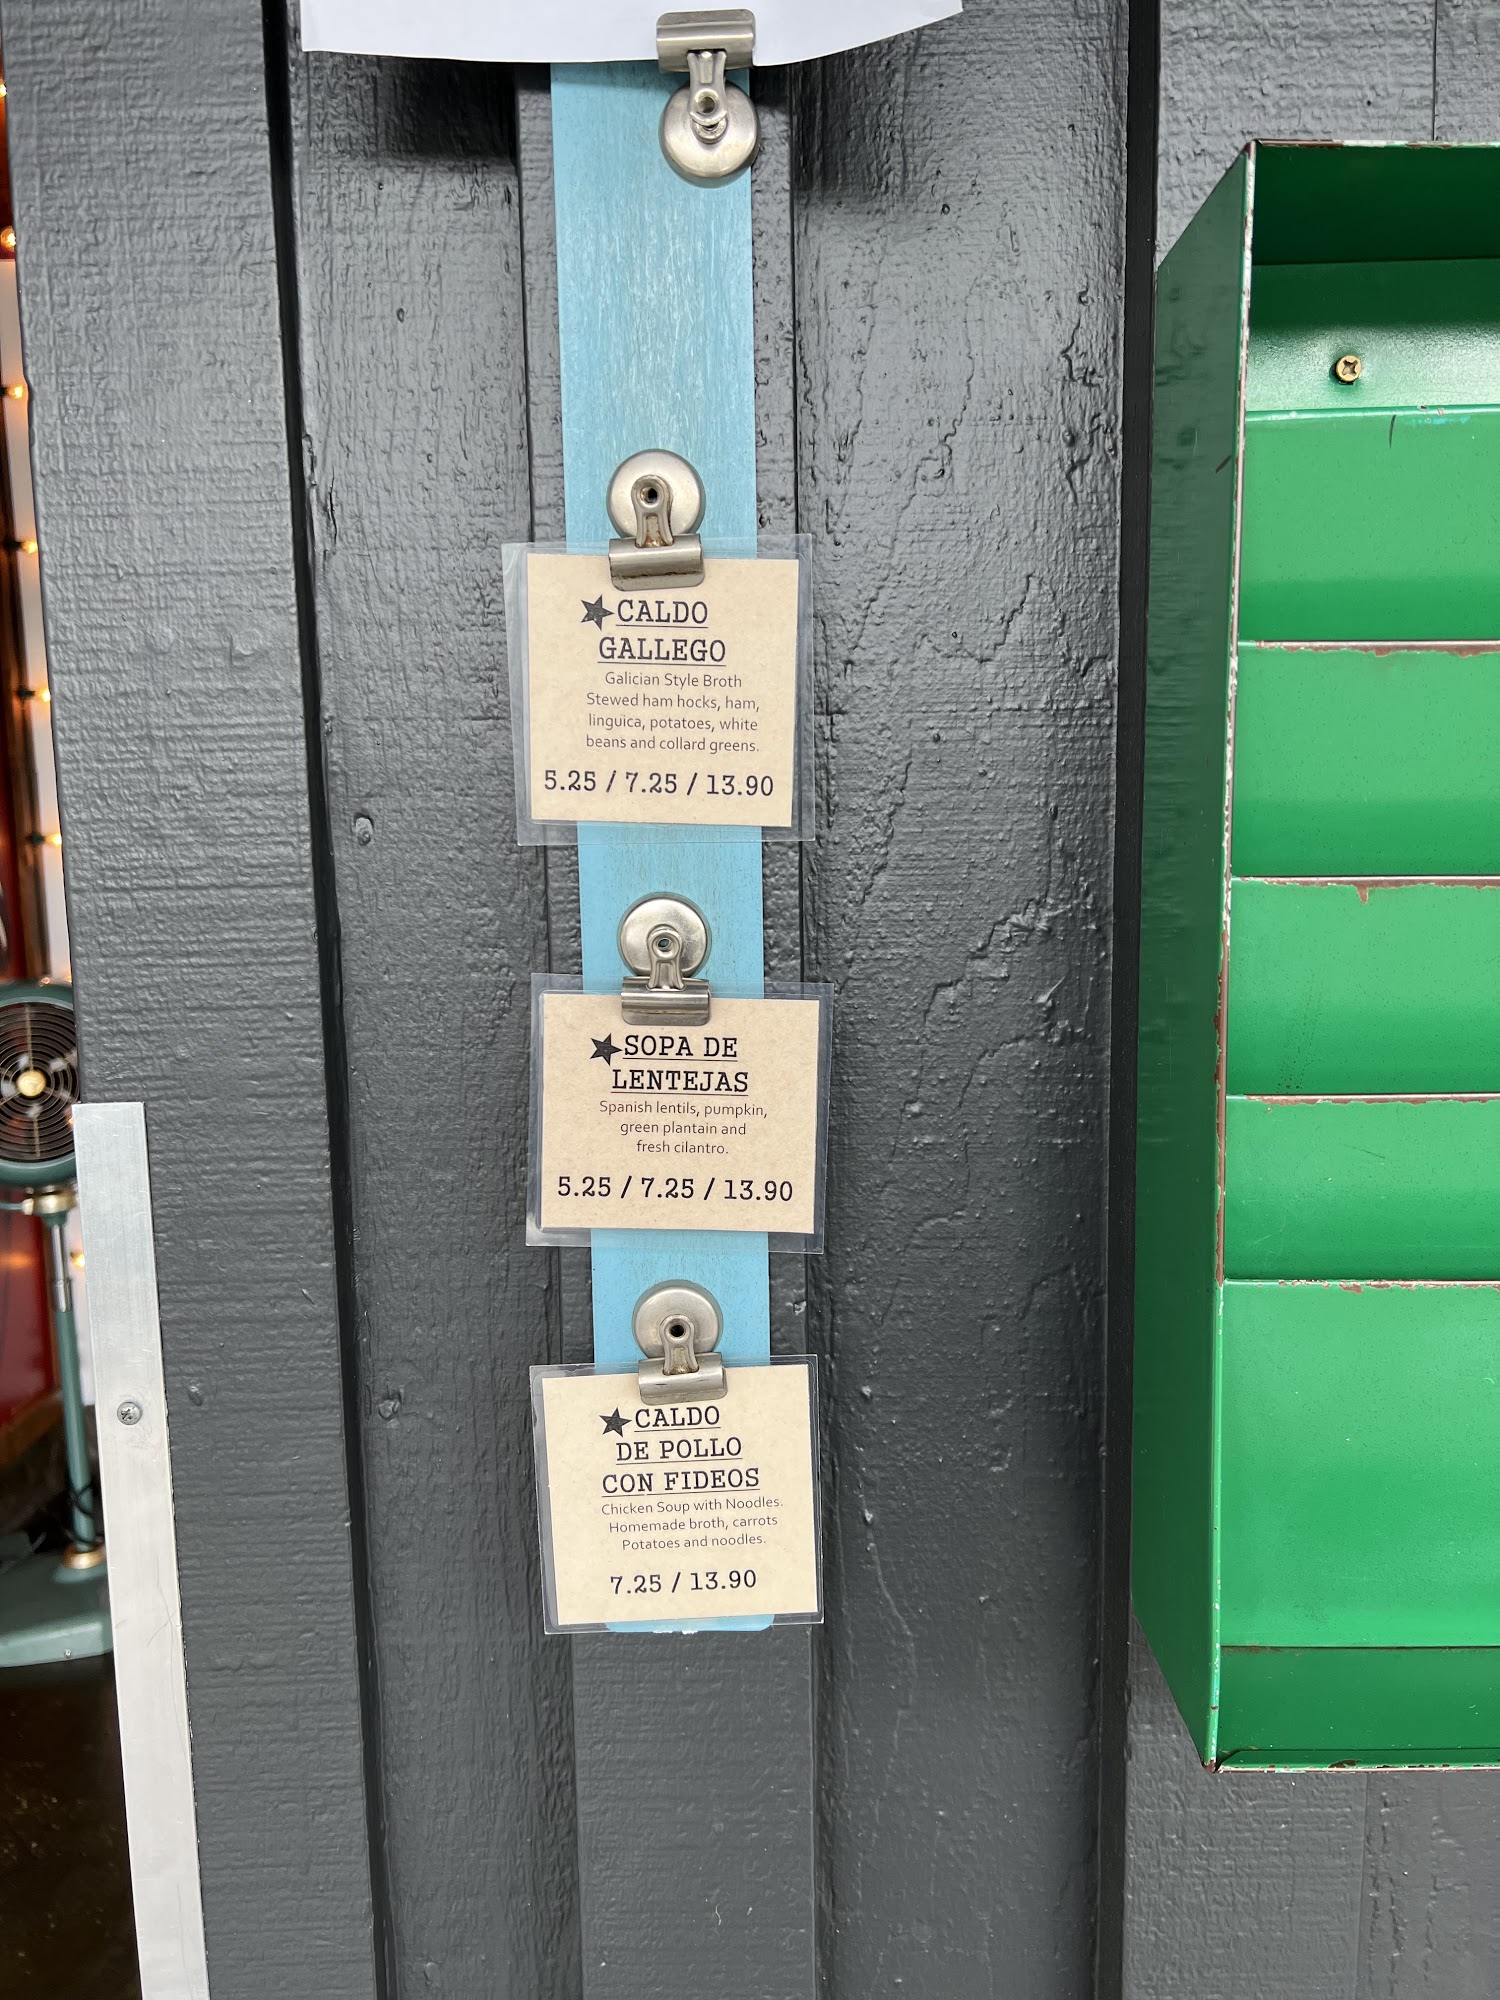 CALDO
GALLEGO
Galician Style Broth
Stewed ham hocks, ham,
linguica, potatoes, white
beans and collard greens.
5.25 / 7.25 / 13.90
SOPA DE
LENTEJAS
Spanish lentils, pumpkin,
green plantain and
fresh cilantro.
5.25 / 7.25 / 13.90
CALDO
DE POLLO
CON FIDEOS
Chicken Soup with Noodles.
Homemade broth, carrots
Potatoes and noodles.
7.25 / 13.90